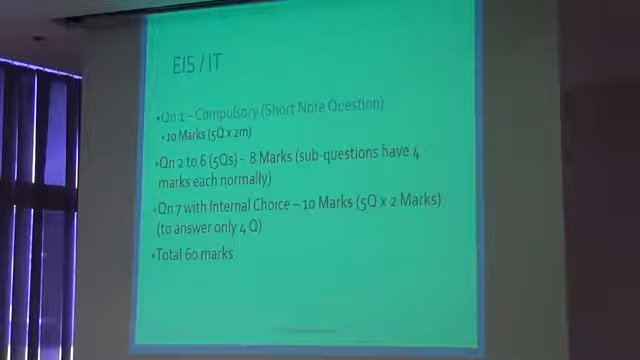 EIS / IT
•Qn 1 – Compulsory (Short Note Question)
•10 Marks (5Q x 2m)
•Qn 2 to 6 (5Qs) - 8 Marks (sub-questions have 4
marks each normally)
•Qn 7 with Internal Choice – 10 Marks (5Q x 2 Marks)
(to answer only 4 Q)
•Total 60 marks